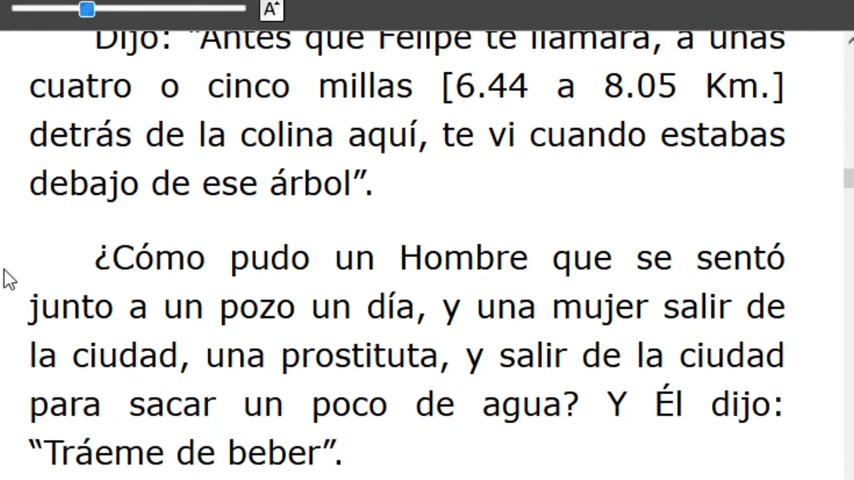 A
Dijo: “Antes que Felipe te llamara, a unas
cuatro o cinco millas [6.44 a 8.05 Km.]
detrás de la colina aquí, te vi cuando estabas
debajo de ese árbol”.
¿Cómo pudo un Hombre que se sentó
junto a un pozo un día, y una mujer salir de
la ciudad, una prostituta, y salir de la ciudad
para sacar un poco de agua? Y Él dijo:
“Tráeme de beber”.